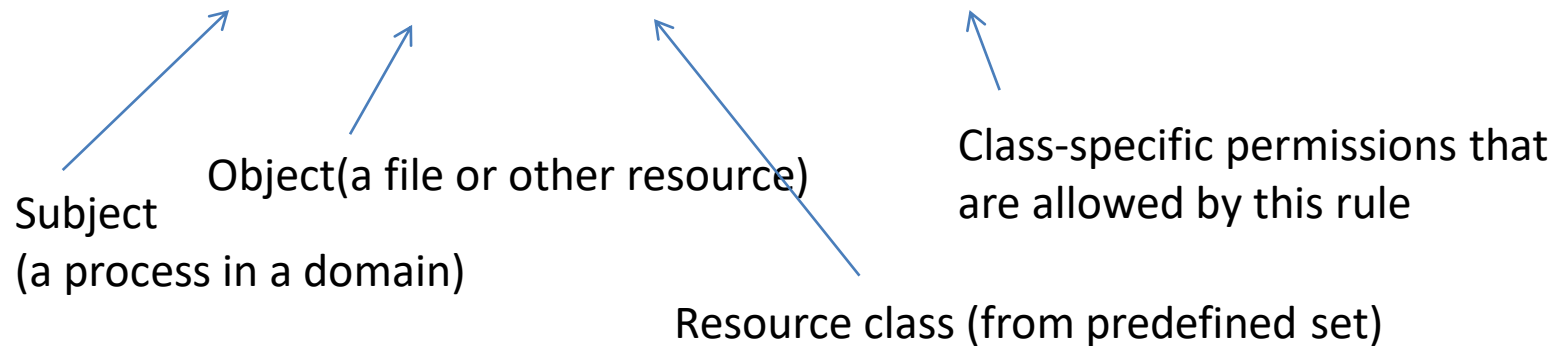 Subject
(a process in a domain)
Object(a file or other resource)
Resource class (from predefined set)
Class-specific permissions that
are allowed by this rule